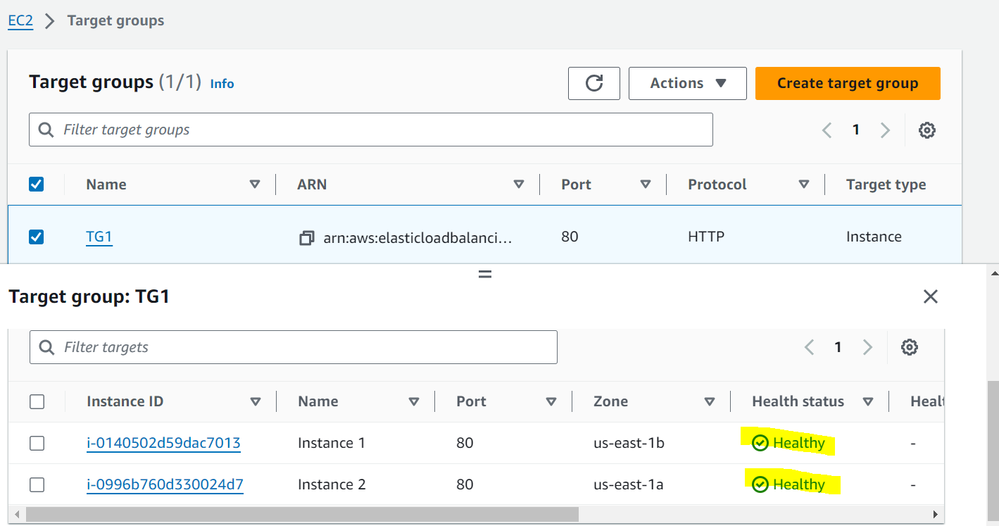 EC2 > Target groups
Target groups (1/1) Info Actions Create target group
Filter target groups 1
Name ARN Port Protocol Target type
TG1 arn:aws:elasticloadbalanci... 80 HTTP Instance
Target group: TG1
Filter targets 1
Instance ID Name Port Zone Health status Healt
i-0140502d59dac7013 Instance 1 80 us-east-1b Healthy -
i-0996b760d330024d7 Instance 2 80 us-east-1a Healthy -